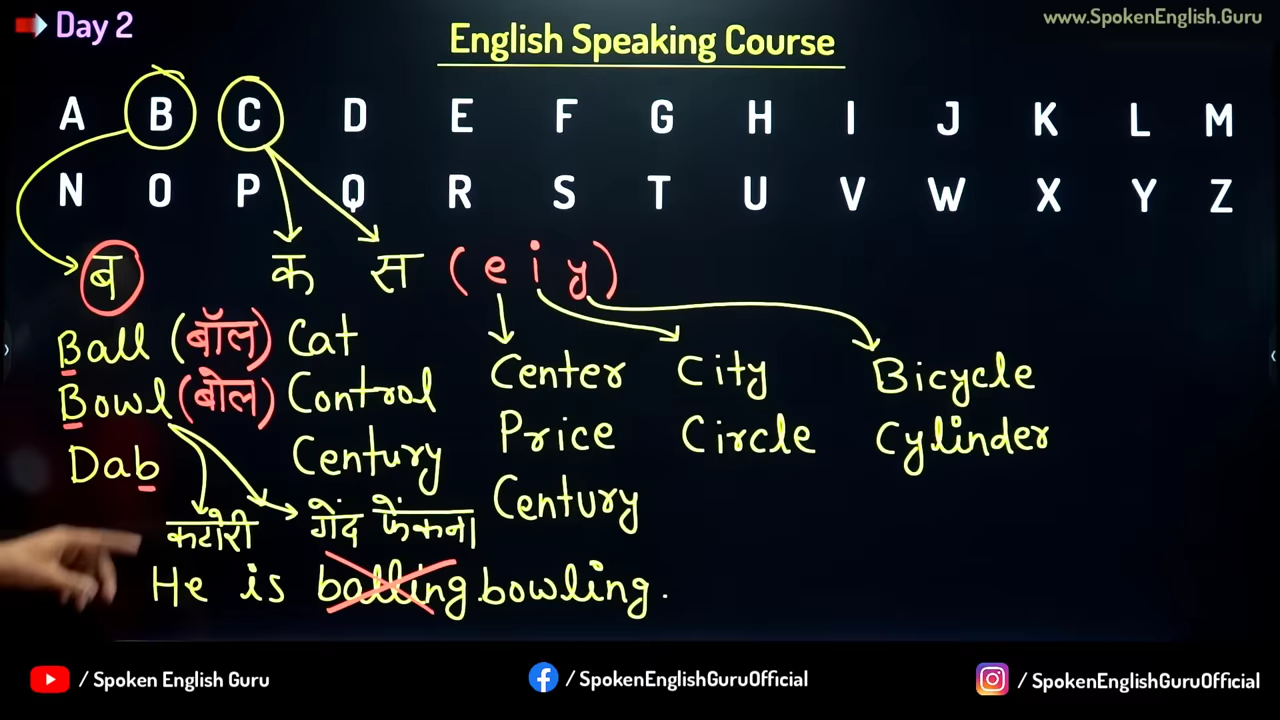 Day 2
English Speaking Course
www.SpokenEnglish.Guru
A B C D E F G H I J K L M
N O P Q R S T U V W X Y Z
ब क स (e i y)
Ball (बॉल) Cat Center City Bicycle
Bowl (बोल) Control Price Circle Cylinder
Dab Century Century
कटोरी गेंद फेंकना
He is balling bowling.
/ Spoken English Guru
/ SpokenEnglishGuruOfficial
/ SpokenEnglishGuruOfficial